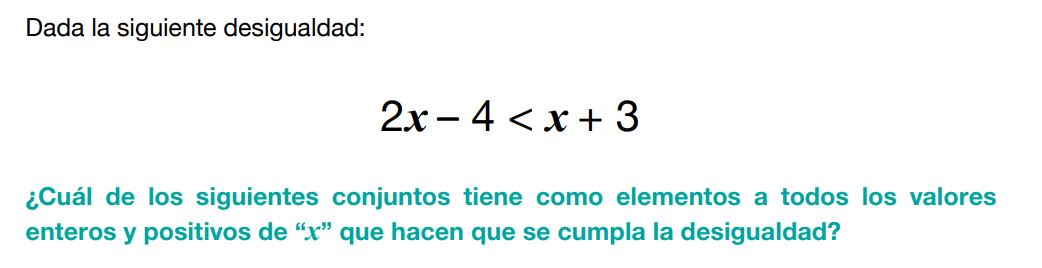 Dada la siguiente desigualdad:
2x – 4 < x + 3
¿Cuál de los siguientes conjuntos tiene como elementos a todos los valores
enteros y positivos de “x” que hacen que se cumpla la desigualdad?